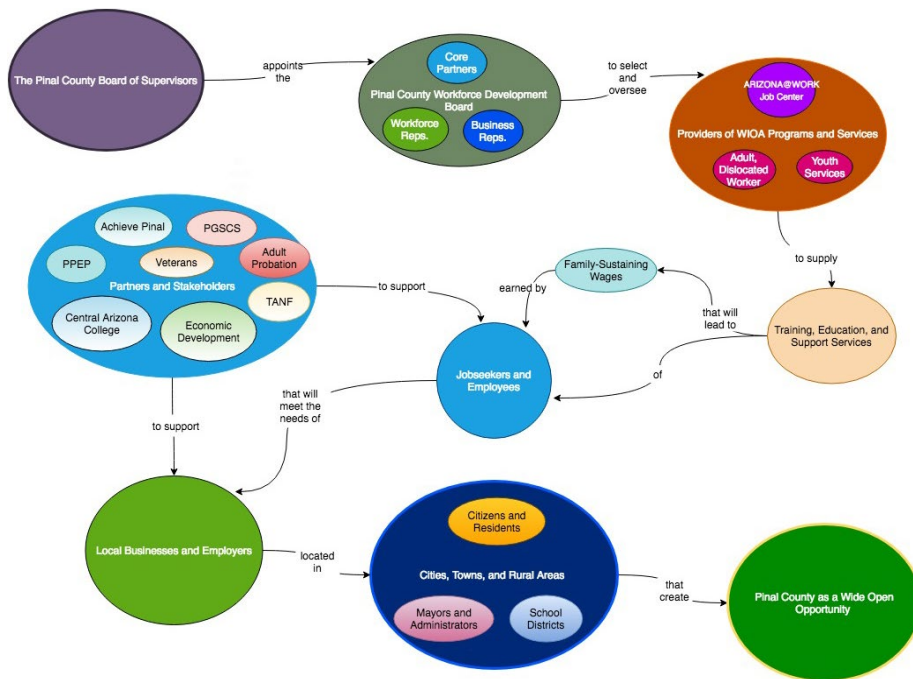 The Pinal County Board of Supervisors
appoints
the
Core
Partners
Pinal County Workforce Development
Board
Workforce
Reps.
Business
Reps.
to select
and
oversee
ARIZONA@WORK
Job Center
Providers of WIOA Programs and Services
Adult,
Dislocated
Worker
Youth
Services
to supply
Training, Education, and
Support Services
that will
lead to
Family-Sustaining
Wages
earned by
of
Jobseekers and
Employees
Achieve Pinal
PGSCS
PPEP
Veterans
Adult
Probation
Partners and Stakeholders
TANF
Central Arizona
College
Economic
Development
to support
to support
that will
meet the
needs of
Local Businesses and Employers
located
in
Citizens and
Residents
Cities, Towns, and Rural Areas
Mayors and
Administrators
School
Districts
that
create
Pinal County as a Wide Open
Opportunity